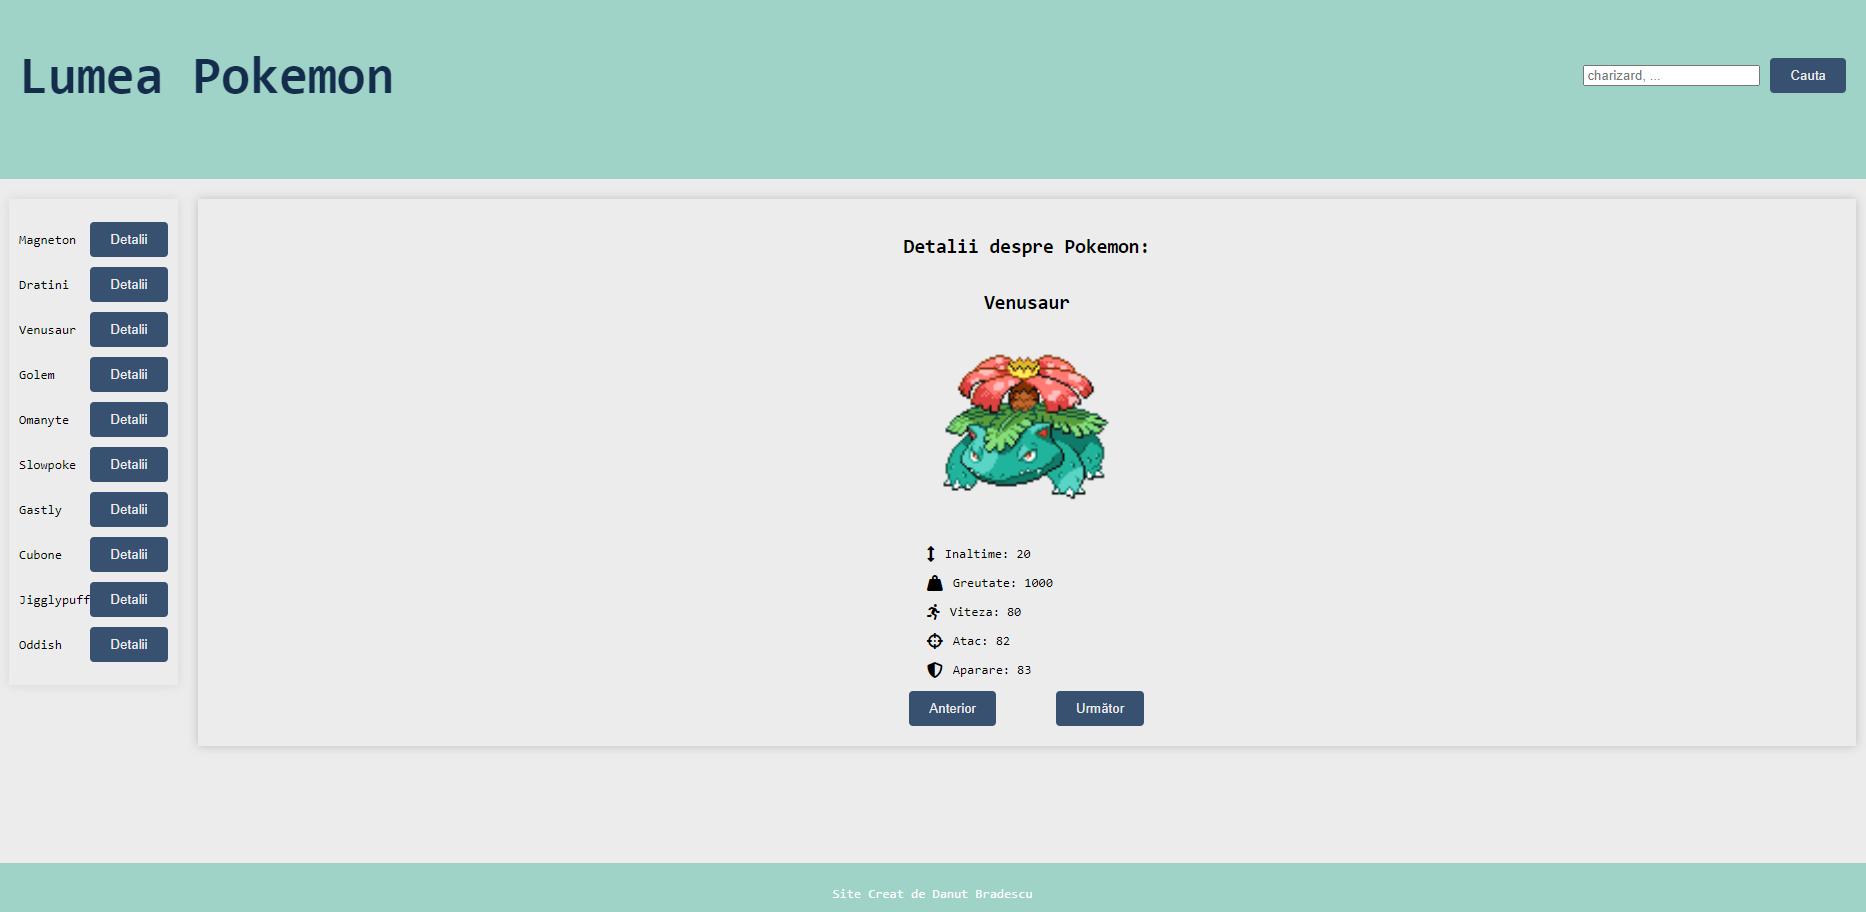 Lumea Pokemon
charizard, ...
Cauta
Magneton Detalii
Dratini Detalii
Venusaur Detalii
Golem Detalii
Omanyte Detalii
Slowpoke Detalii
Gastly Detalii
Cubone Detalii
Jigglypuff Detalii
Oddish Detalii
Detalii despre Pokemon:
Venusaur
Inaltime: 20
Greutate: 1000
Viteza: 80
Atac: 82
Aparare: 83
Anterior Următor
Site Creat de Danut Bradescu